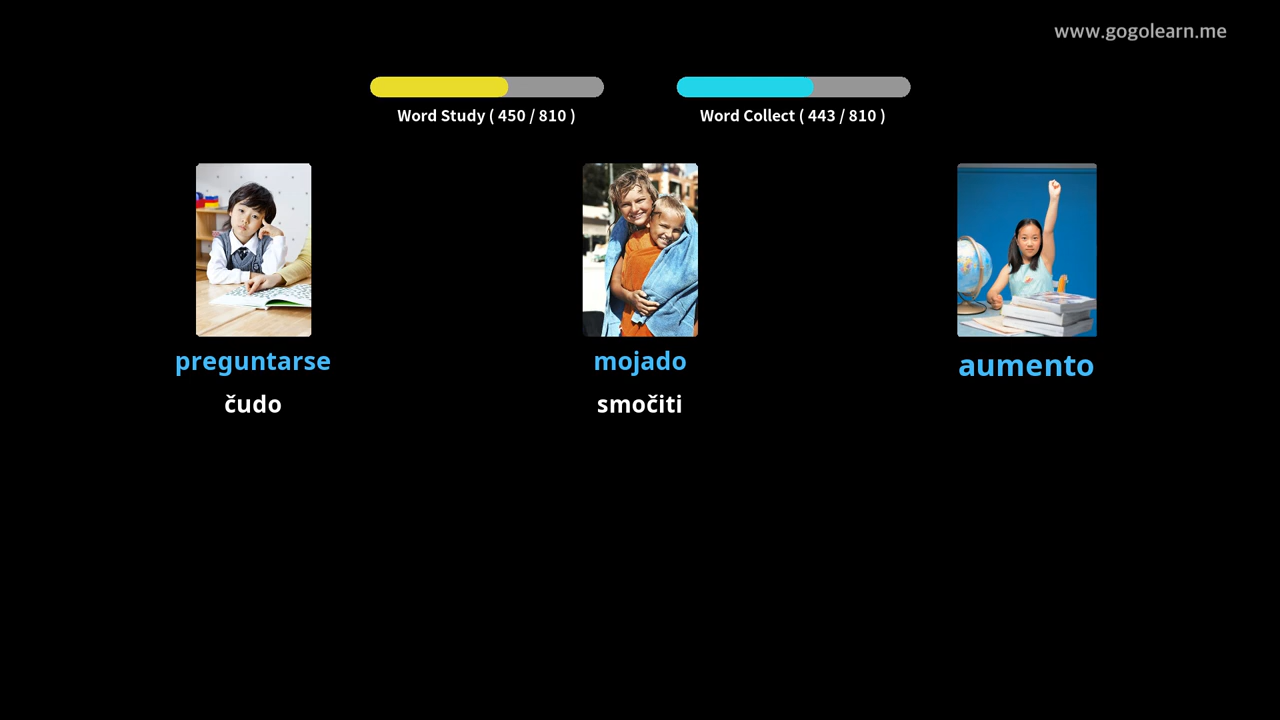 www.gogolearn.me
Word Study ( 450 / 810 )
Word Collect ( 443 / 810 )
preguntarse
čudo
mojado
smočiti
aumento